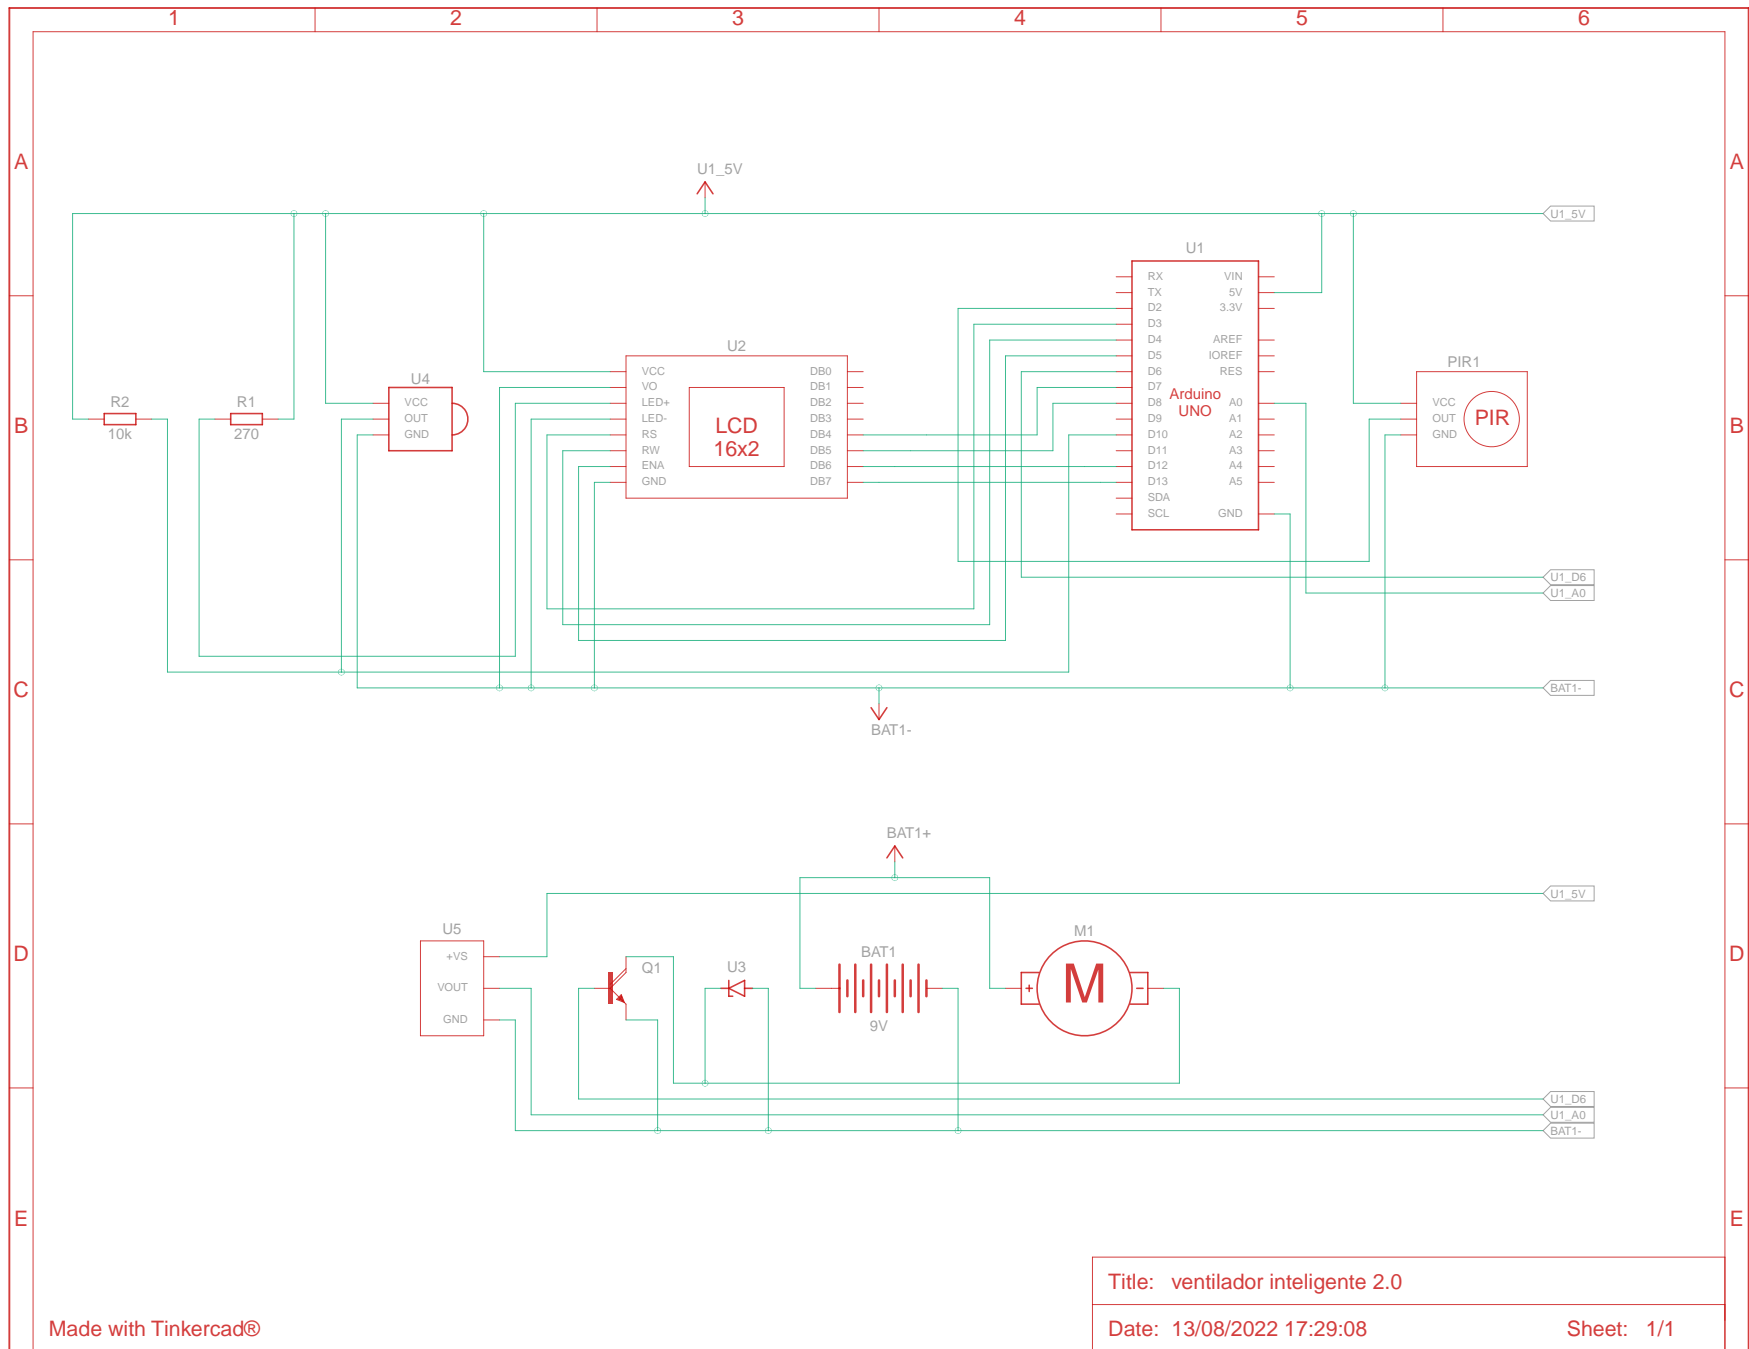 1 2 3 4 5 6
A A
U1_5V
U1_5V
U1
RX VIN
TX 5V
D2 3.3V
D3
D4 AREF
D5 IOREF
D6 RES
D7
D8 A0
D9 A1
D10 A2
D11 A3
D12 A4
D13 A5
SDA
SCL GND
Arduino
UNO
U2
VCC DB0
VO DB1
LED+ DB2
LED- DB3
RS DB4
RW DB5
ENA DB6
GND DB7
LCD
16x2
PIR1
VCC
OUT
GND
PIR
U4
VCC
OUT
GND
R2
10k
R1
270
B B
U1_D6
U1_A0
C C
BAT1-
BAT1-
BAT1+
U1_5V
D D
U5
+VS
VOUT
GND
Q1
U3
BAT1
9V
M1
+ M -
U1_D6
U1_A0
BAT1-
E E
Title: ventilador inteligente 2.0
Made with Tinkercad®
Date: 13/08/2022 17:29:08 Sheet: 1/1